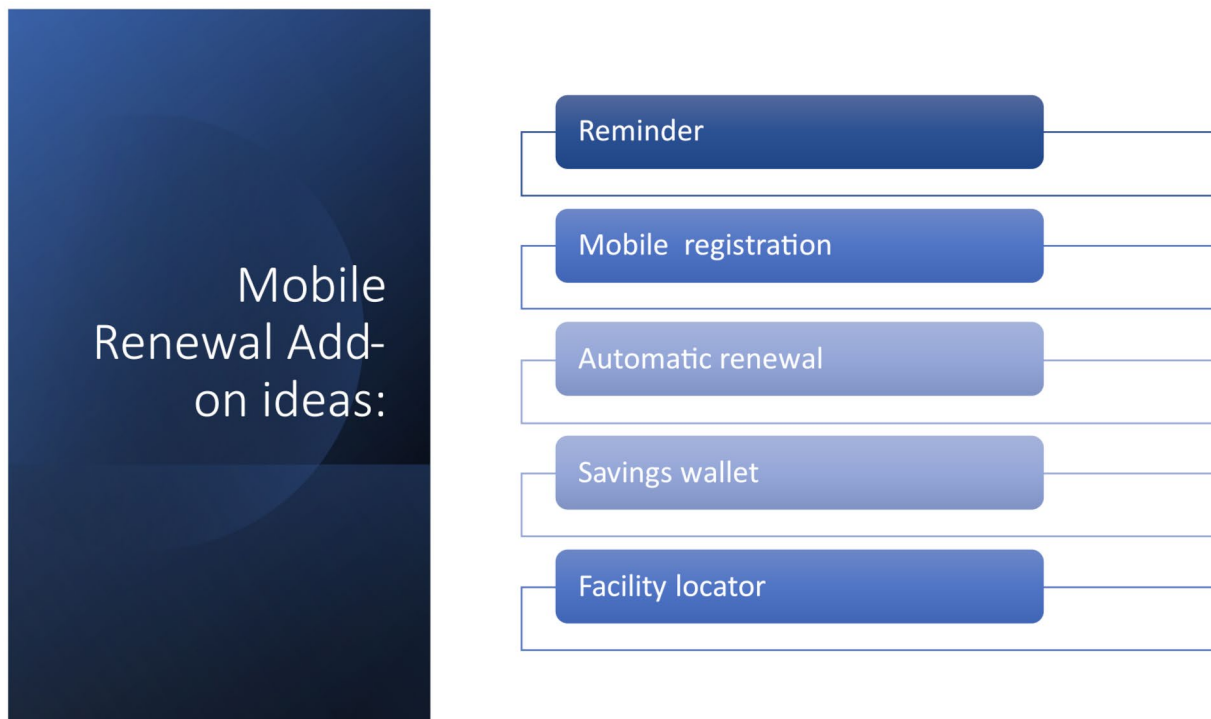 Mobile
Renewal Add-
on ideas:
Reminder
Mobile  registration
Automatic renewal
Savings wallet
Facility locator